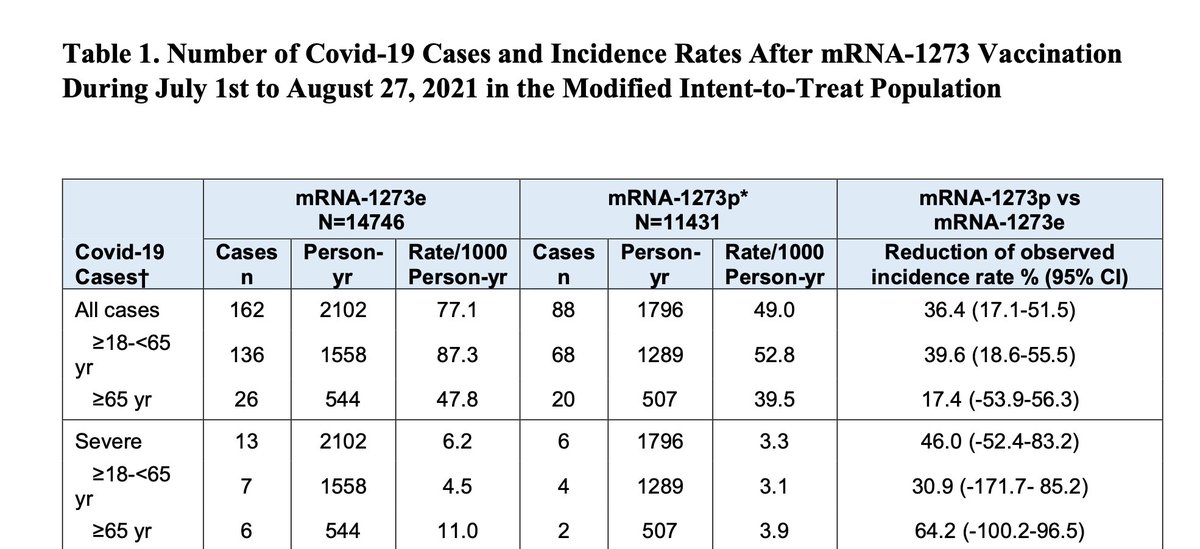 Table 1. Number of Covid-19 Cases and Incidence Rates After mRNA-1273 Vaccination
During July 1st to August 27, 2021 in the Modified Intent-to-Treat Population
mRNA-1273e mRNA-1273p* mRNA-1273p vs
N=14746 N=11431 mRNA-1273e
Covid-19 Cases Person- Rate/1000 Cases Person- Rate/1000 Reduction of observed
Cases† n yr Person-yr n yr Person-yr incidence rate % (95% CI)
All cases 162 2102 77.1 88 1796 49.0 36.4 (17.1-51.5)
≥18-<65
yr 136 1558 87.3 68 1289 52.8 39.6 (18.6-55.5)
≥65 yr 26 544 47.8 20 507 39.5 17.4 (-53.9-56.3)
Severe 13 2102 6.2 6 1796 3.3 46.0 (-52.4-83.2)
≥18-<65
yr 7 1558 4.5 4 1289 3.1 30.9 (-171.7- 85.2)
≥65 yr 6 544 11.0 2 507 3.9 64.2 (-100.2-96.5)